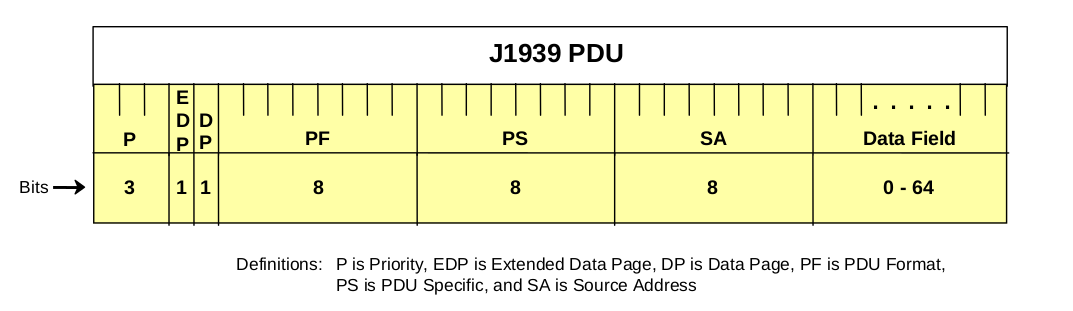 J1939 PDU
P EDP DP PF PS SA Data Field
Bits 3 1 1 8 8 8 0 - 64
Definitions: P is Priority, EDP is Extended Data Page, DP is Data Page, PF is PDU Format,
PS is PDU Specific, and SA is Source Address